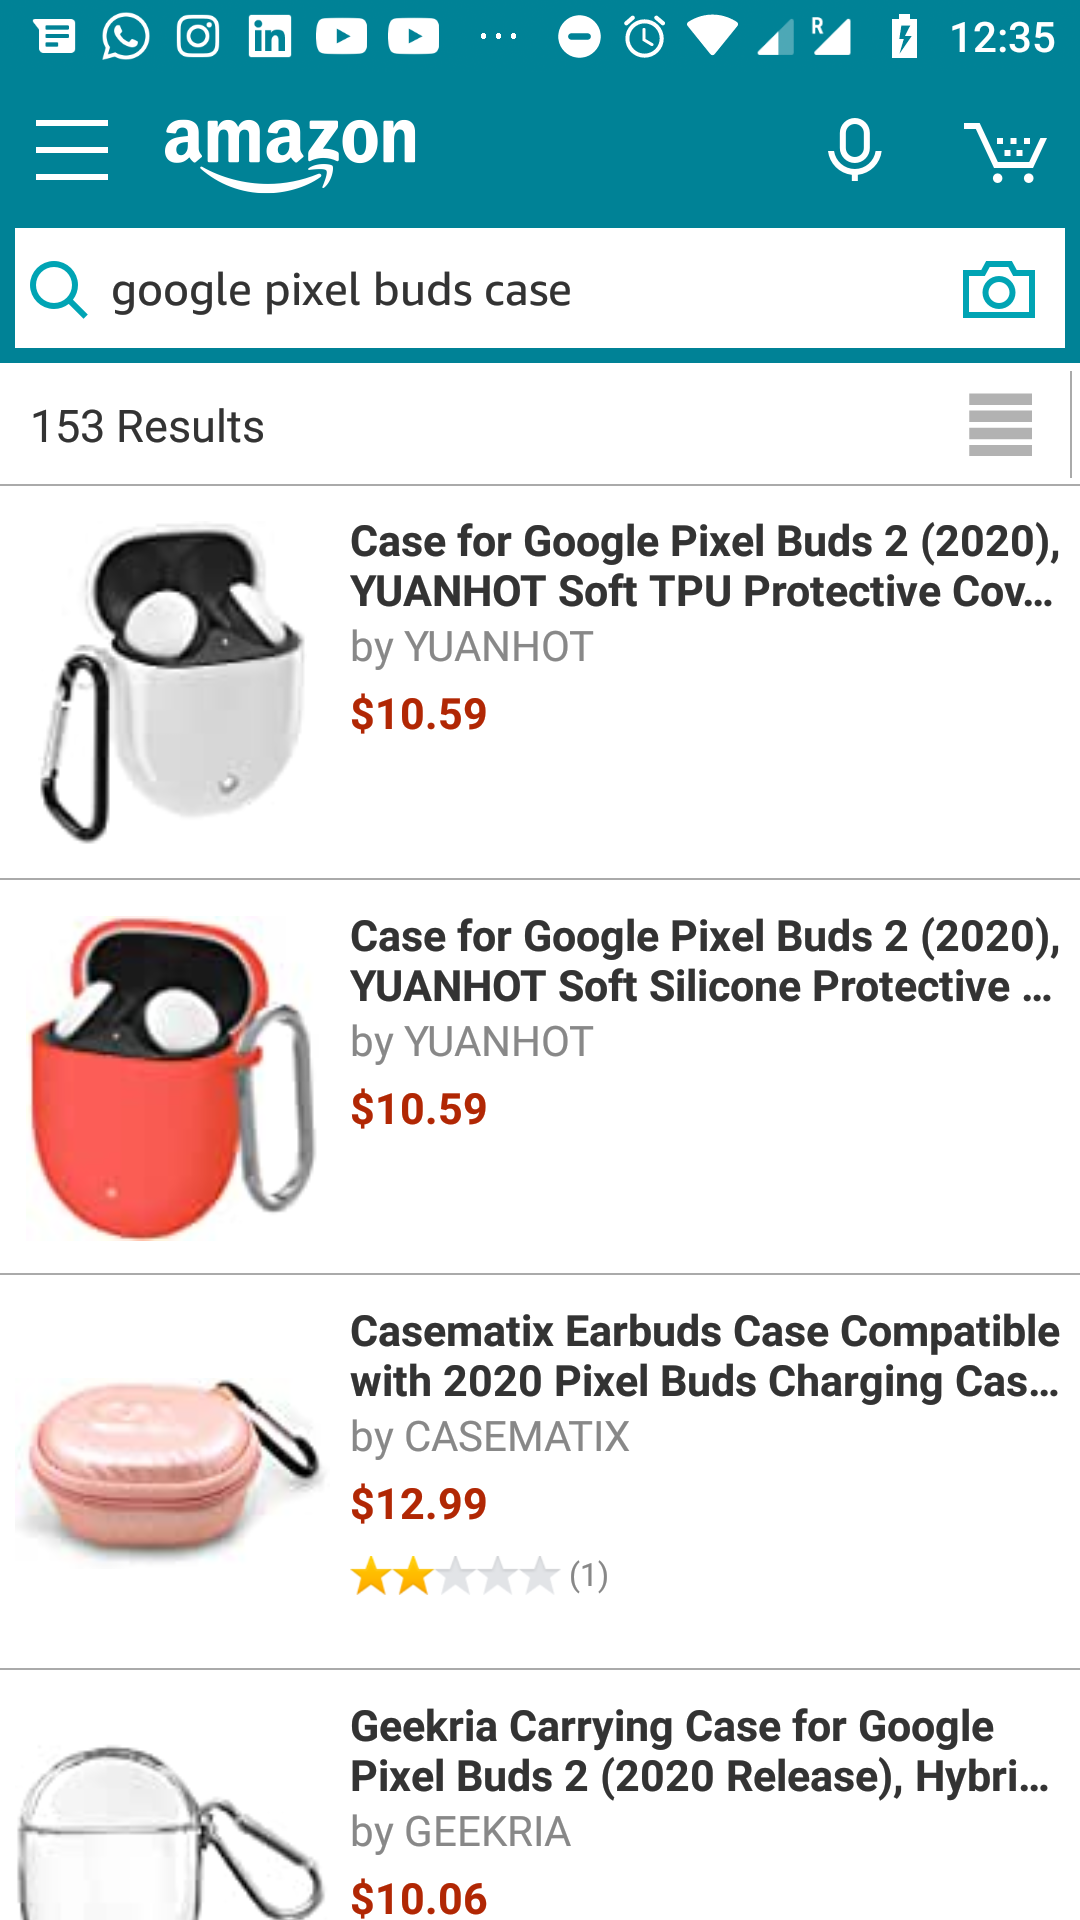 R 12:35
amazon
google pixel buds case
153 Results
Case for Google Pixel Buds 2 (2020),
YUANHOT Soft TPU Protective Cov...
by YUANHOT
$10.59
Case for Google Pixel Buds 2 (2020),
YUANHOT Soft Silicone Protective ...
by YUANHOT
$10.59
Casematix Earbuds Case Compatible
with 2020 Pixel Buds Charging Cas...
by CASEMATIX
$12.99
(1)
Geekria Carrying Case for Google
Pixel Buds 2 (2020 Release), Hybri...
by GEEKRIA
$10.06